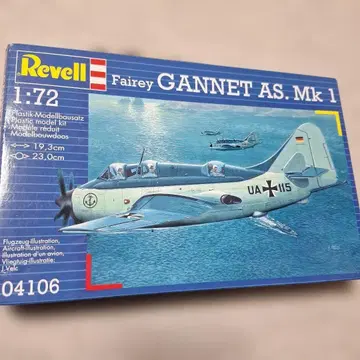 Revell
Fairey GANNET AS. Mk 1
1:72
Plastik-Modellbausatz
Plastic model kit
Modèle réduit
Modelbouwdoos
19,3cm
23,0cm
UA 115
Flugzeug-Illustration,
Aircraft-illustration,
Illustration d'un avion,
Vliegtuig-illustratie:
J.Velc
04106